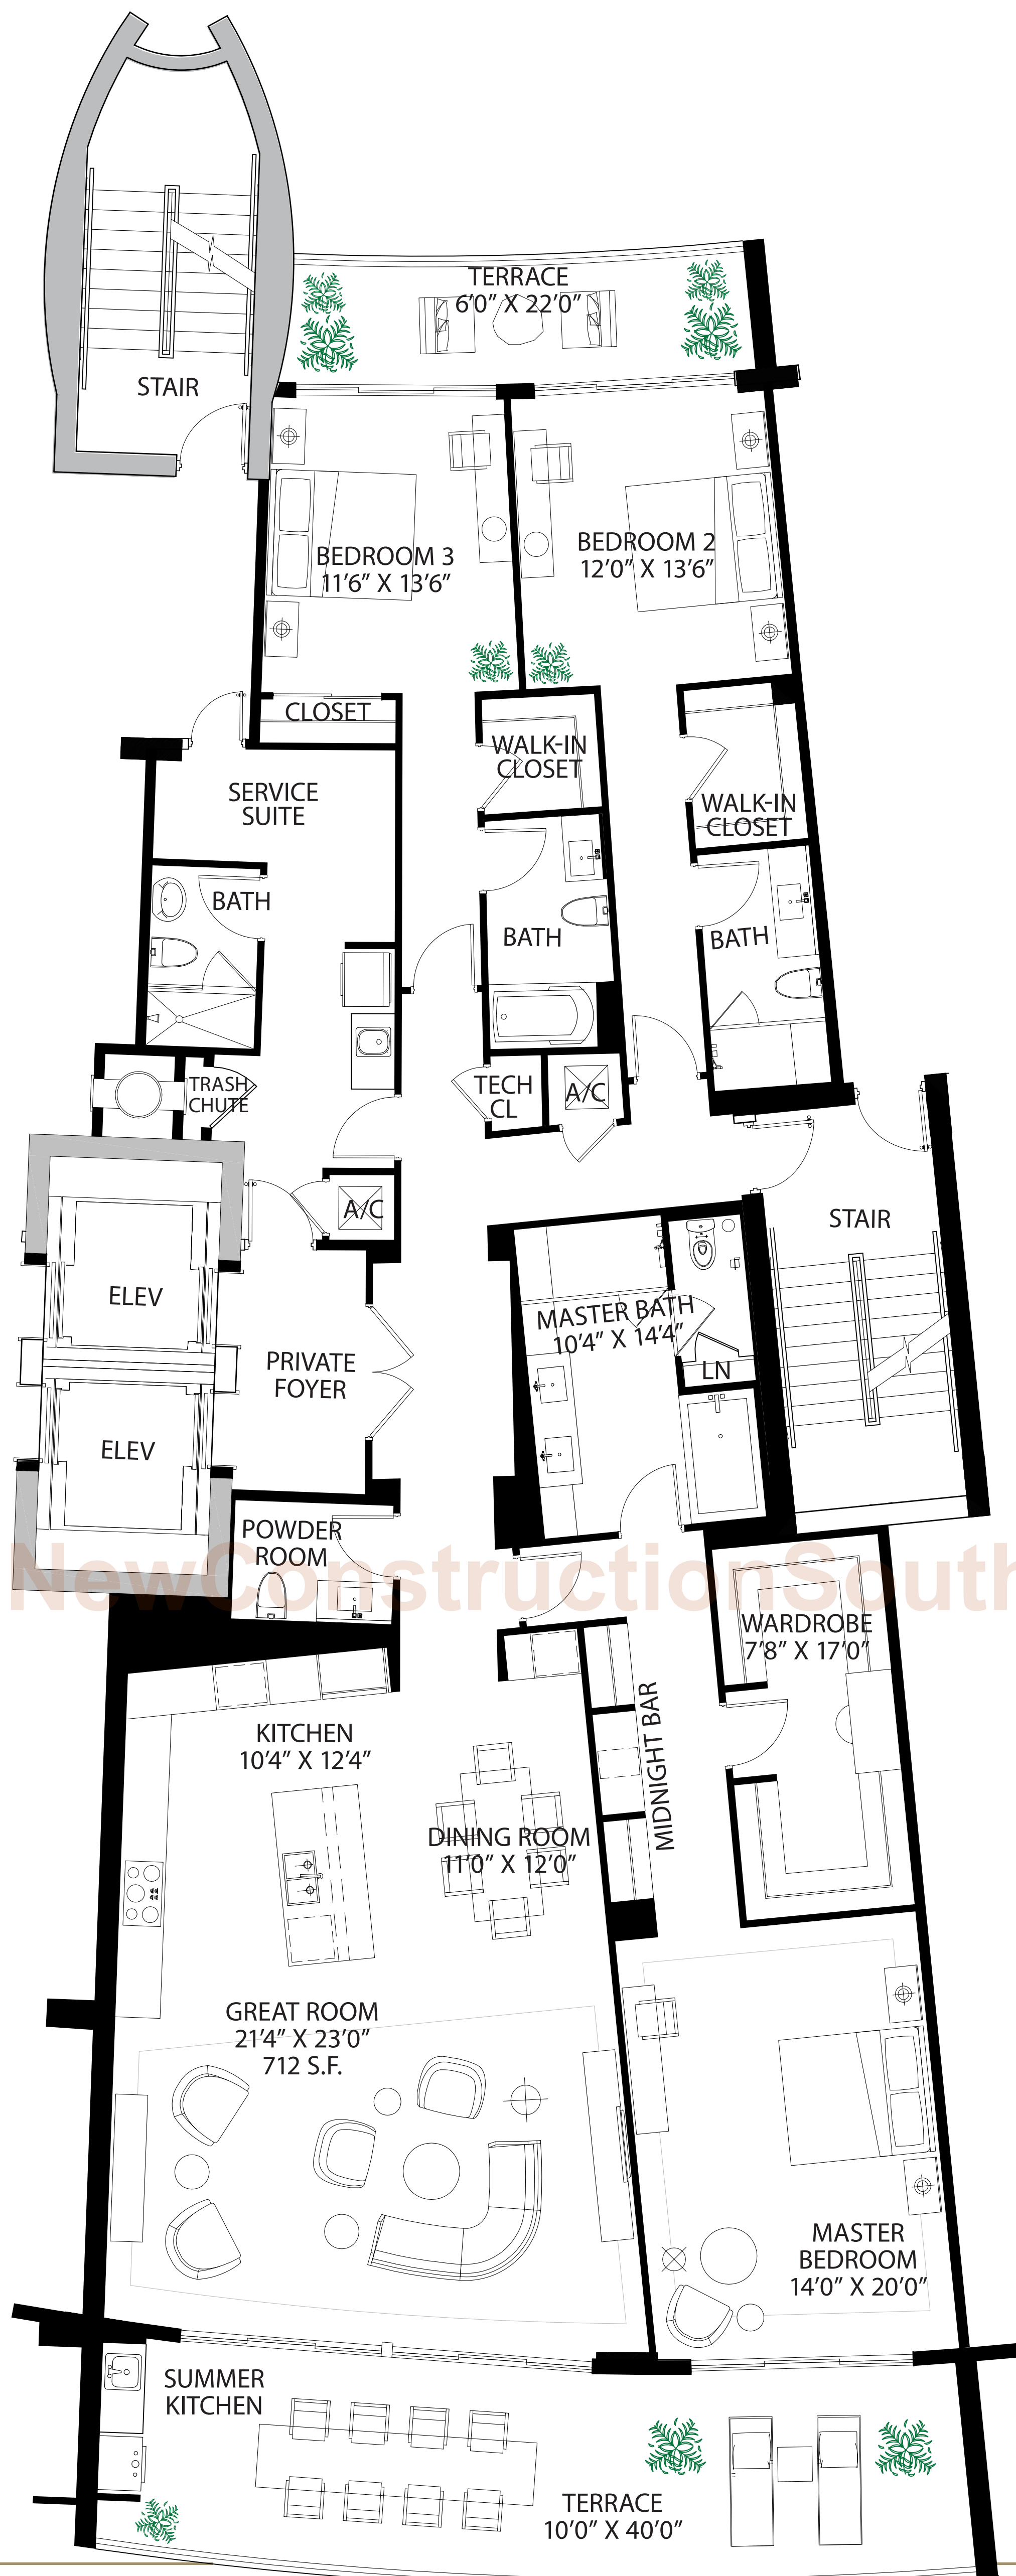 TERRACE
6'0" X 22'0"
STAIR
BEDROOM 3
11'6" X 13'6"
BEDROOM 2
12'0" X 13'6"
CLOSET
WALK-IN
CLOSET
SERVICE
SUITE
WALK-IN
CLOSET
BATH
BATH
BATH
TRASH
CHUTE
TECH
CL
A/C
A/C
STAIR
ELEV
MASTER BATH
10'4" X 14'4"
PRIVATE
FOYER
LN
ELEV
POWDER
ROOM
NewConstructionSouth
WARDROBE
7'8" X 17'0"
MIDNIGHT BAR
KITCHEN
10'4" X 12'4"
DINING ROOM
11'0" X 12'0"
GREAT ROOM
21'4" X 23'0"
712 S.F.
MASTER
BEDROOM
14'0" X 20'0"
SUMMER
KITCHEN
TERRACE
10'0" X 40'0"